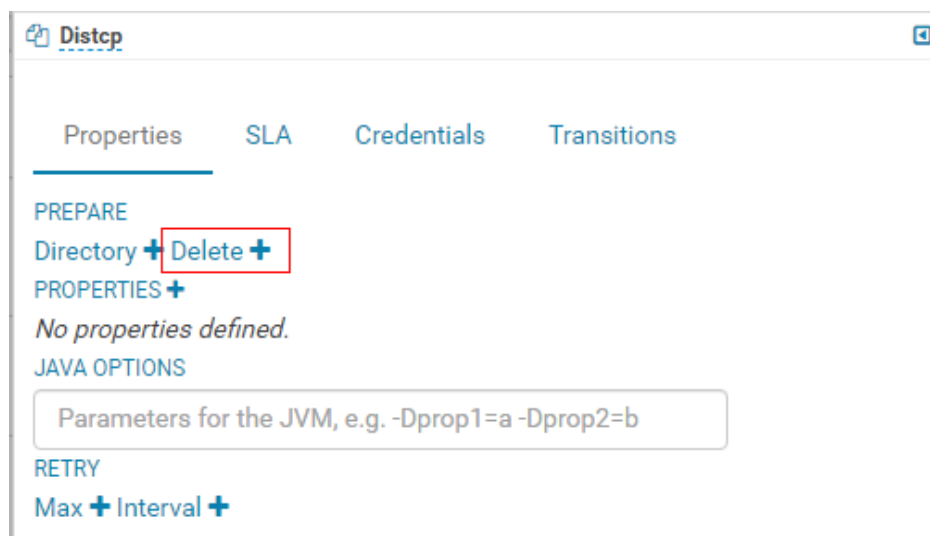 Distcp
Properties SLA Credentials Transitions
PREPARE
Directory + Delete +
PROPERTIES +
No properties defined.
JAVA OPTIONS
Parameters for the JVM, e.g. -Dprop1=a -Dprop2=b
RETRY
Max + Interval +